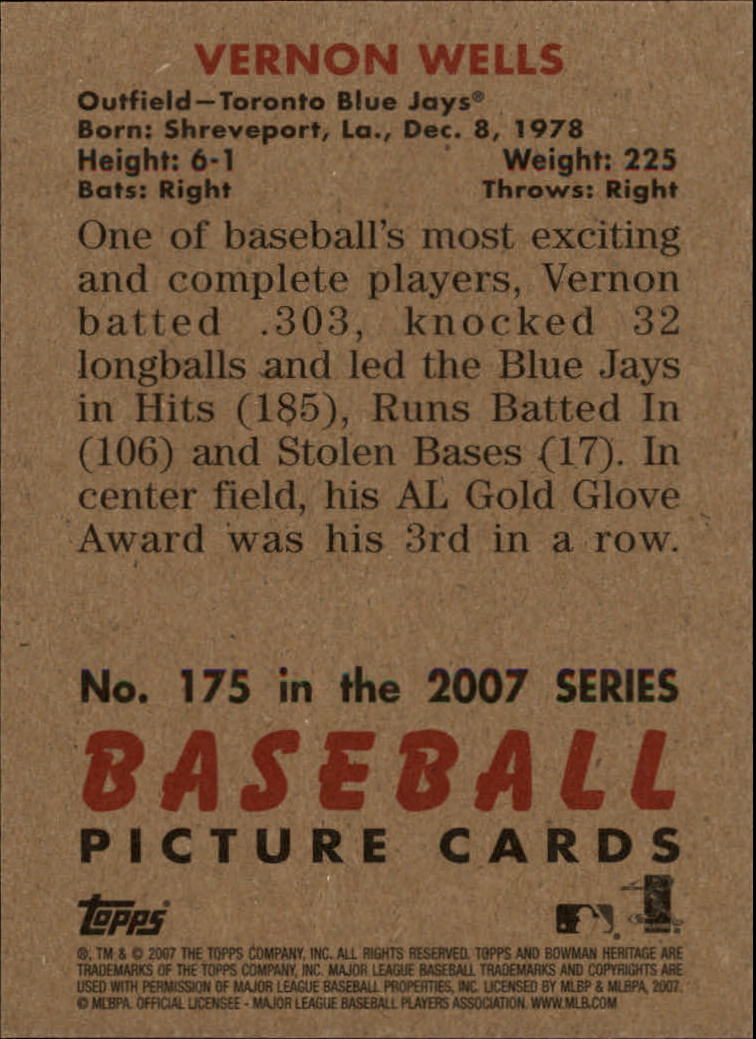 VERNON WELLS
Outfield—Toronto Blue Jays®
Born: Shreveport, La., Dec. 8, 1978
Height: 6-1 Weight: 225
Bats: Right Throws: Right
One of baseball's most exciting
and complete players, Vernon
batted .303, knocked 32
longballs and led the Blue Jays
in Hits (185), Runs Batted In
(106) and Stolen Bases (17). In
center field, his AL Gold Glove
Award was his 3rd in a row.
No. 175 in the 2007 SERIES
BASEBALL
PICTURE CARDS
Topps
®, TM & © 2007 THE TOPPS COMPANY, INC. ALL RIGHTS RESERVED. TOPPS AND BOWMAN HERITAGE ARE
TRADEMARKS OF THE TOPPS COMPANY, INC. MAJOR LEAGUE BASEBALL TRADEMARKS AND COPYRIGHTS ARE
USED WITH PERMISSION OF MAJOR LEAGUE BASEBALL PROPERTIES, INC. LICENSED BY MLBP & MLBPA, 2007.
© MLBPA. OFFICIAL LICENSEE - MAJOR LEAGUE BASEBALL PLAYERS ASSOCIATION. WWW.MLB.COM